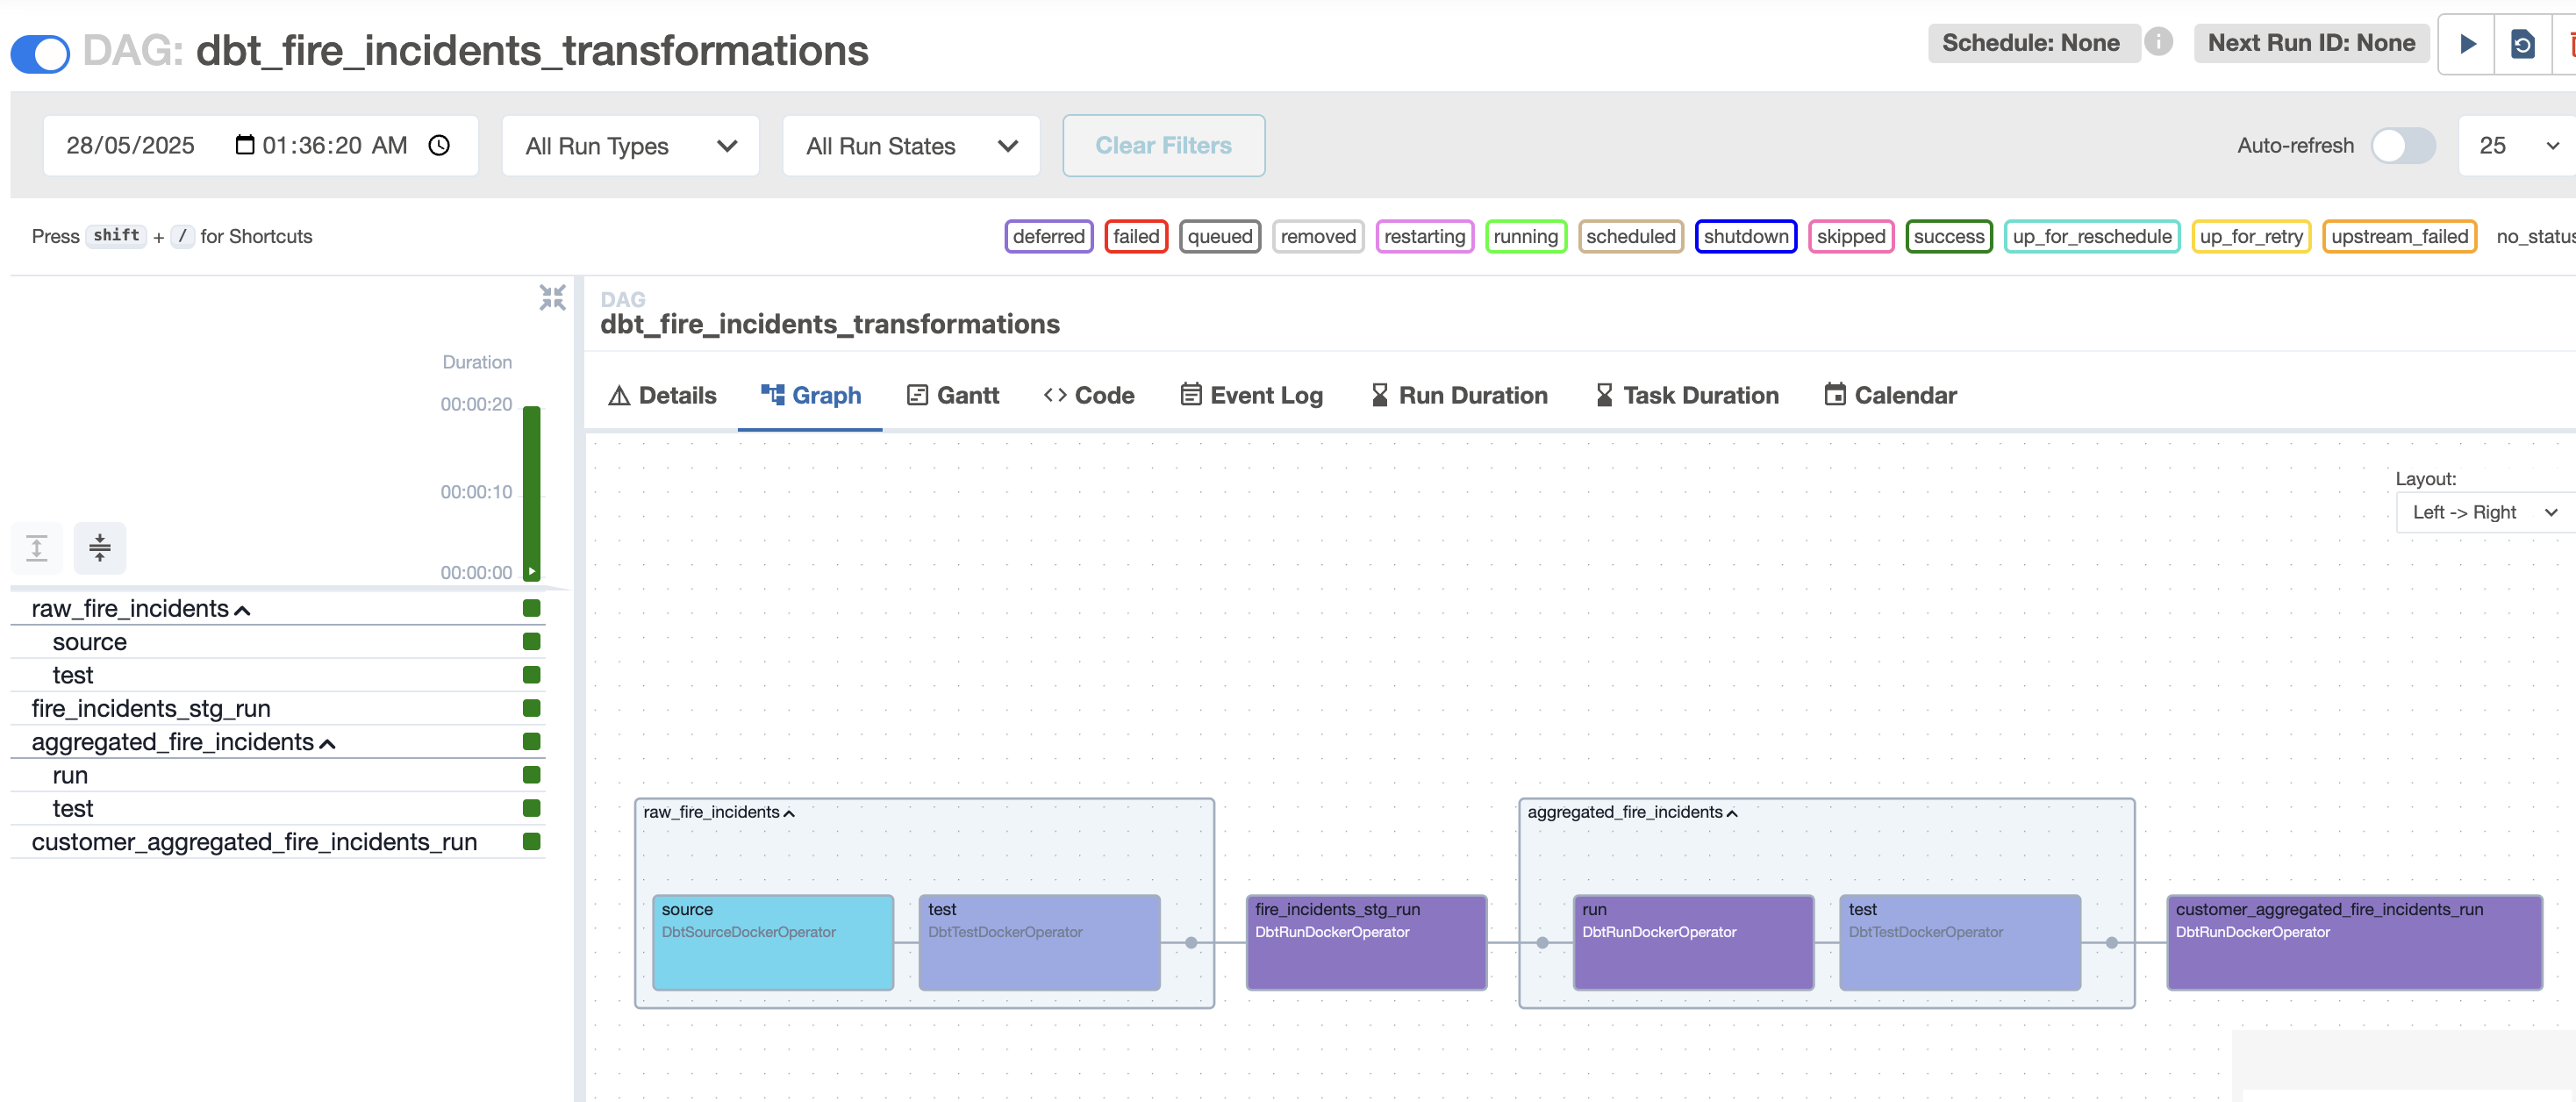 DAG: dbt_fire_incidents_transformations
Schedule: None
Next Run ID: None
28/05/2025 01:36:20 AM
All Run Types
All Run States
Clear Filters
Auto-refresh
25
Press shift + / for Shortcuts
deferred
failed
queued
removed
restarting
running
scheduled
shutdown
skipped
success
up_for_reschedule
up_for_retry
upstream_failed
no_status
Duration
00:00:20
00:00:10
00:00:00
raw_fire_incidents
source
test
fire_incidents_stg_run
aggregated_fire_incidents
run
test
customer_aggregated_fire_incidents_run
DAG
dbt_fire_incidents_transformations
Details
Graph
Gantt
Code
Event Log
Run Duration
Task Duration
Calendar
Layout:
Left -> Right
raw_fire_incidents
source
DbtSourceDockerOperator
test
DbtTestDockerOperator
fire_incidents_stg_run
DbtRunDockerOperator
aggregated_fire_incidents
run
DbtRunDockerOperator
test
DbtTestDockerOperator
customer_aggregated_fire_incidents_run
DbtRunDockerOperator